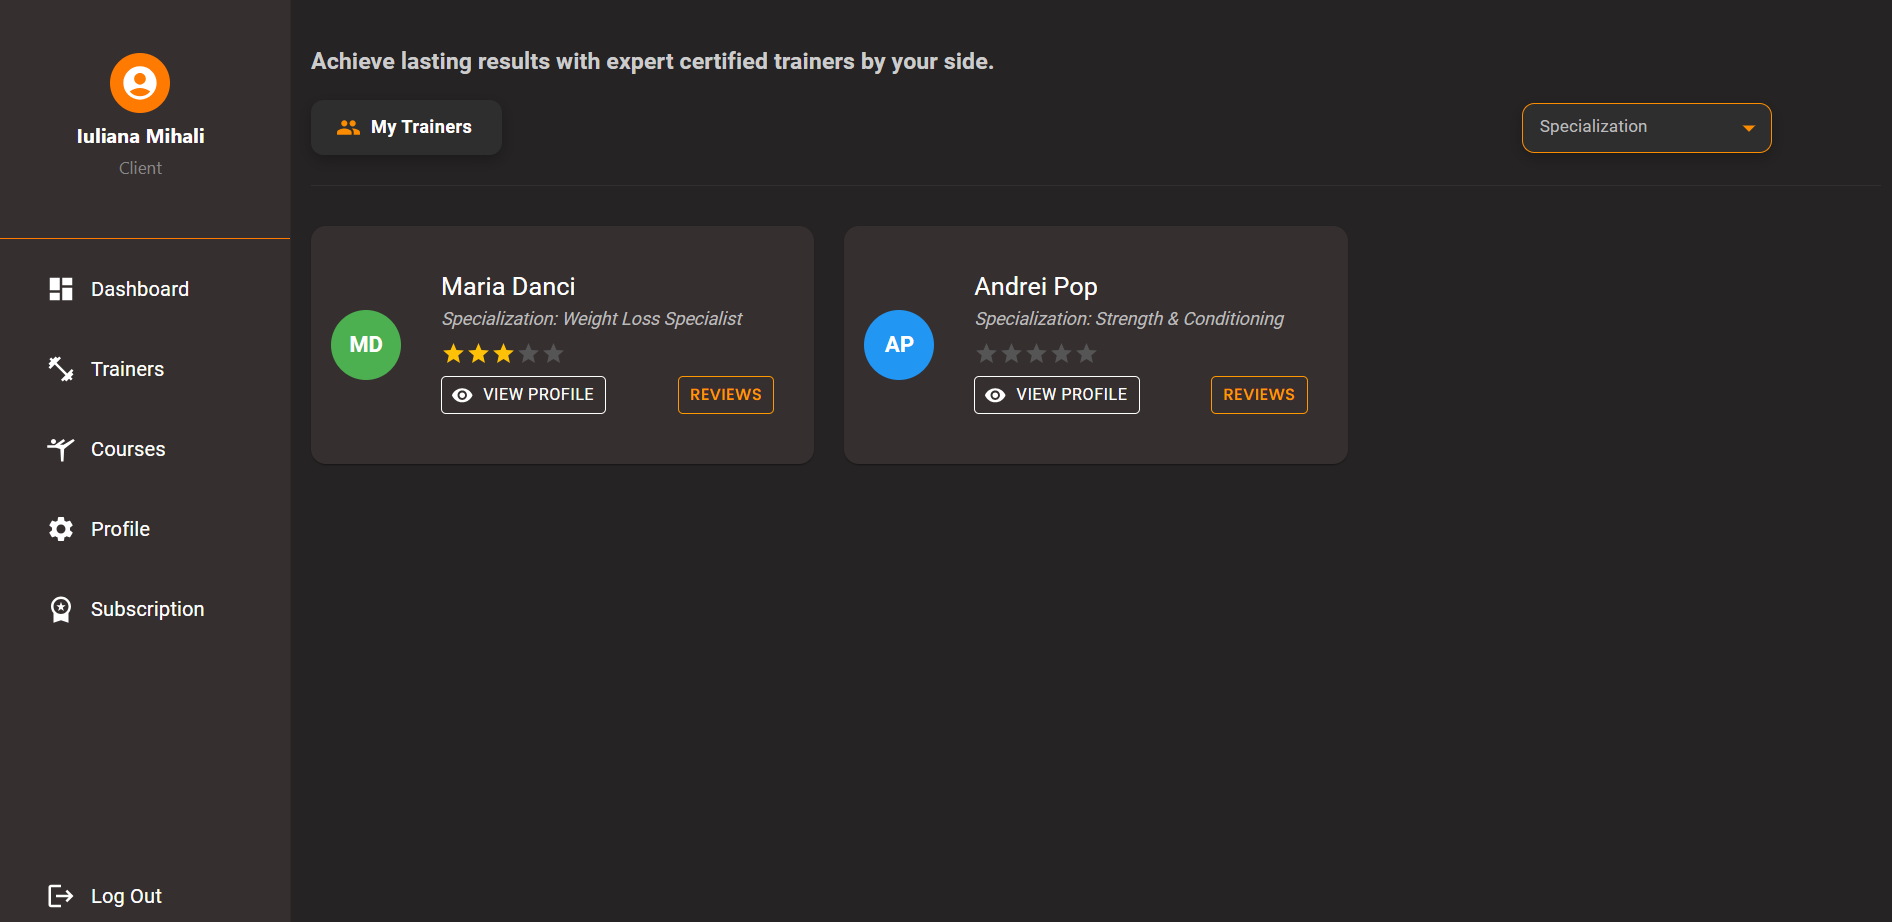 Iuliana Mihali
Client
Dashboard
Trainers
Courses
Profile
Subscription
Log Out
Achieve lasting results with expert certified trainers by your side.
My Trainers
Specialization
MD
Maria Danci
Specialization: Weight Loss Specialist
VIEW PROFILE
REVIEWS
AP
Andrei Pop
Specialization: Strength & Conditioning
VIEW PROFILE
REVIEWS